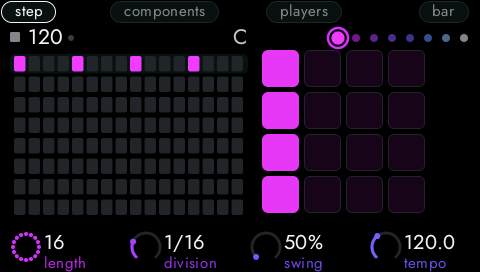 step components players bar
120 C
16 1/16 50% 120.0
length division swing tempo